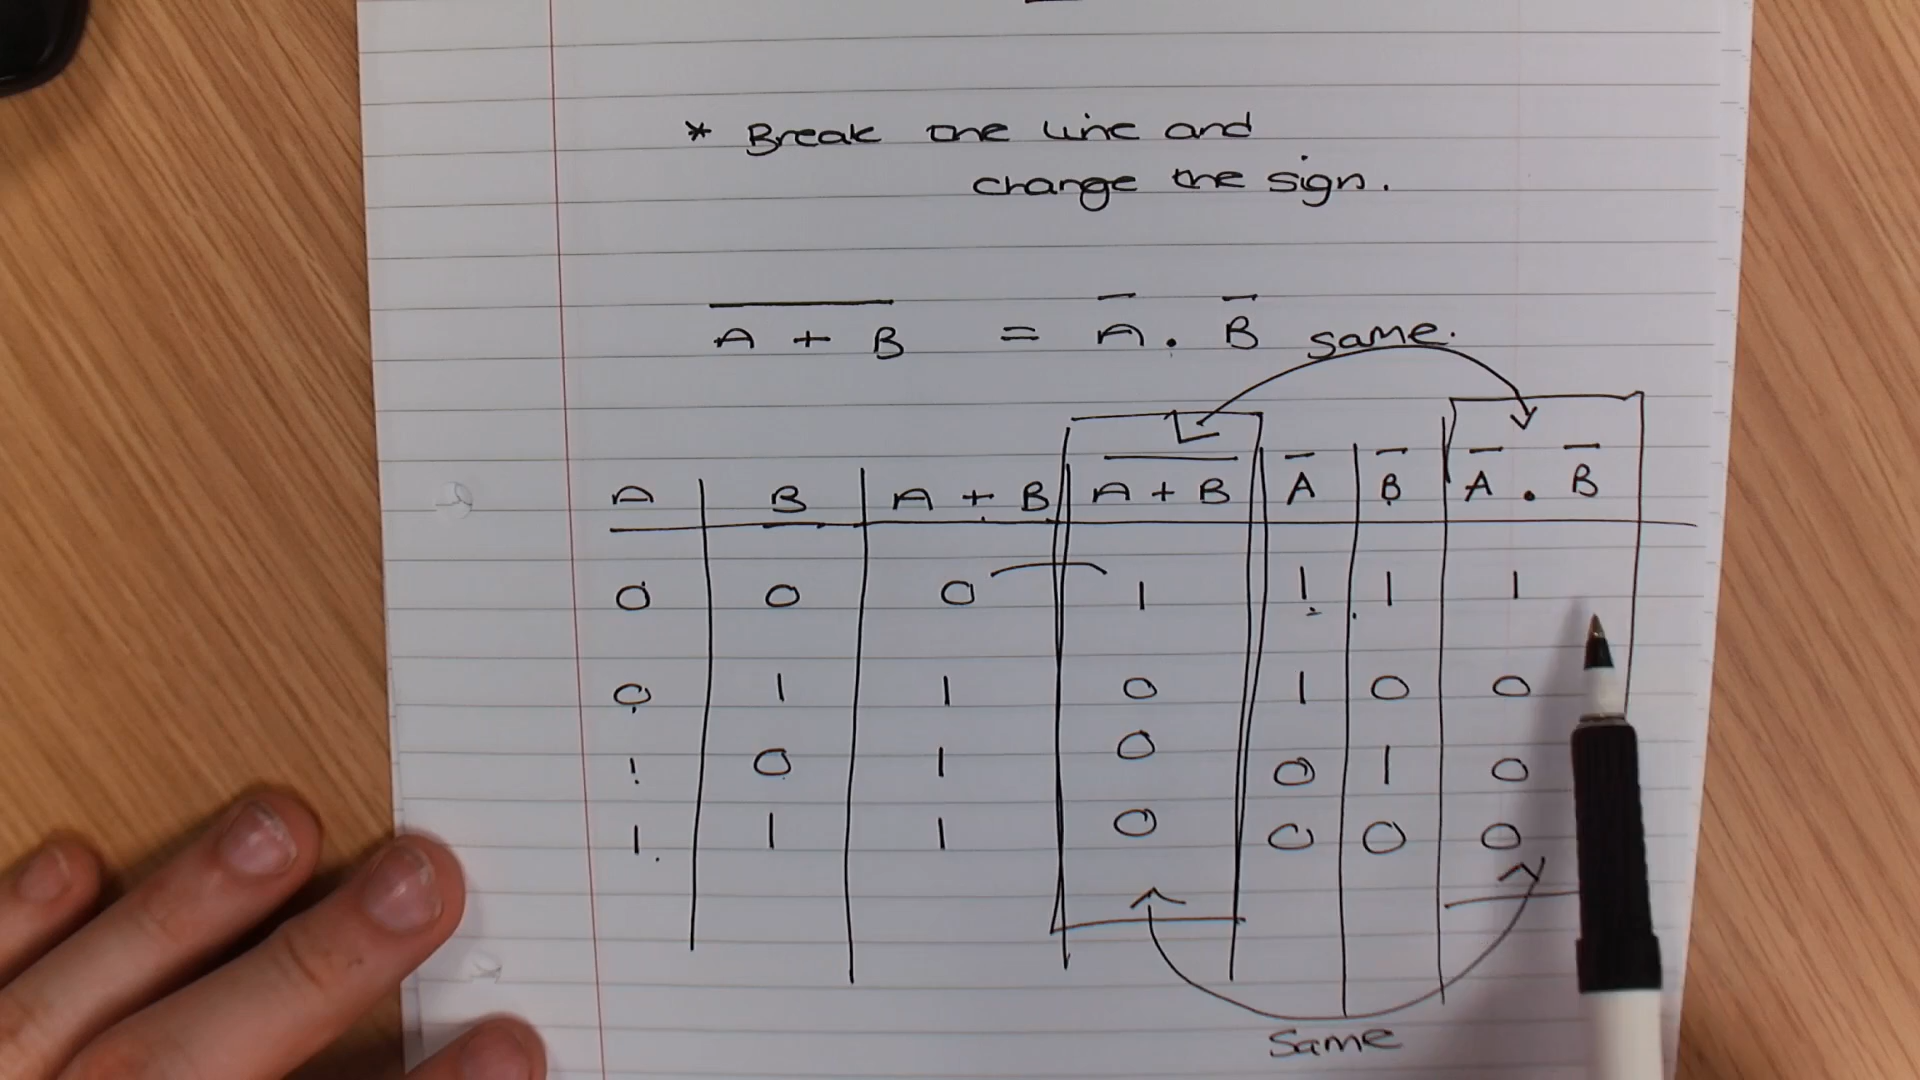 * Break the line and
change the sign.
A̅ ̅+̅ ̅B̅ = A̅ . B̅ same.
A B A + B A̅ ̅+̅ ̅B̅ A̅ B̅ A̅ . B̅
0 0 0 1 1 1 1
0 1 1 0 1 0 0
1 0 1 0 0 1 0
1 1 1 0 0 0 0
Same